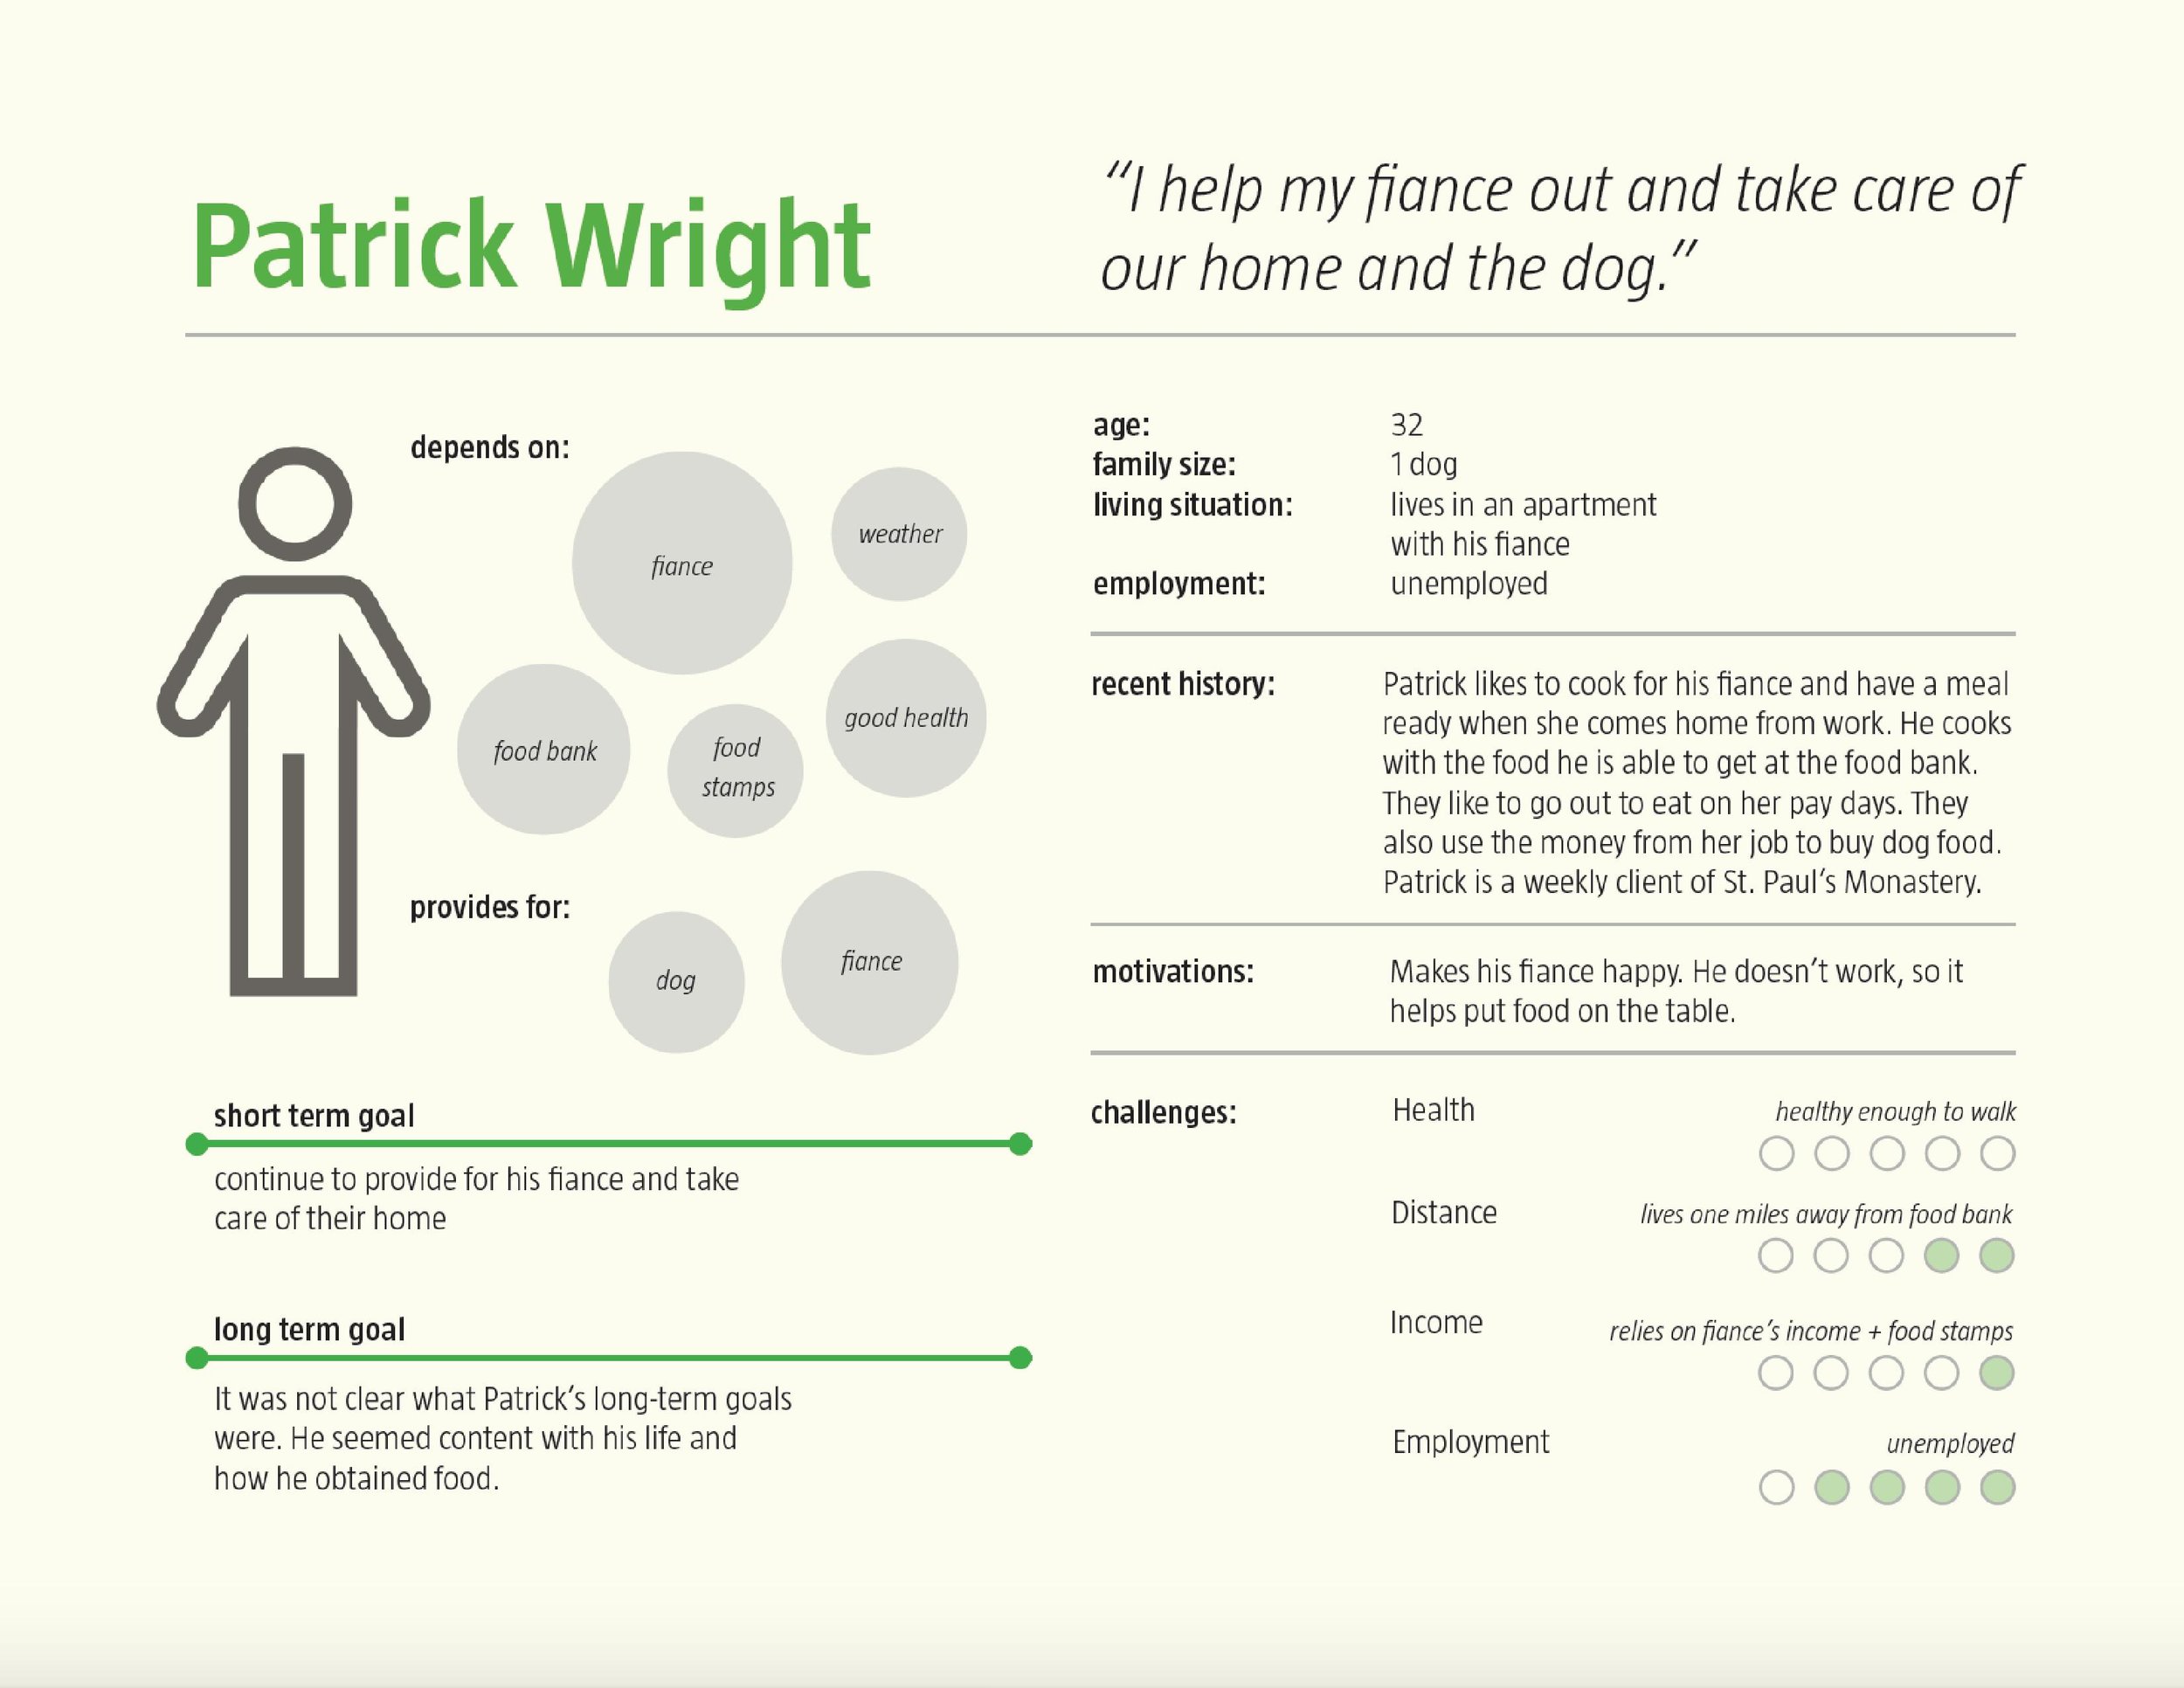 Patrick Wright
“I help my fiance out and take care of
our home and the dog.”
depends on:
fiance
weather
food bank
food
stamps
good health
provides for:
dog
fiance
short term goal
continue to provide for his fiance and take
care of their home
long term goal
It was not clear what Patrick’s long-term goals
were. He seemed content with his life and
how he obtained food.
age: 32
family size: 1 dog
living situation: lives in an apartment
with his fiance
employment: unemployed
recent history: Patrick likes to cook for his fiance and have a meal
ready when she comes home from work. He cooks
with the food he is able to get at the food bank.
They like to go out to eat on her pay days. They
also use the money from her job to buy dog food.
Patrick is a weekly client of St. Paul’s Monastery.
motivations: Makes his fiance happy. He doesn’t work, so it
helps put food on the table.
challenges: Health healthy enough to walk
Distance lives one miles away from food bank
Income relies on fiance’s income + food stamps
Employment unemployed